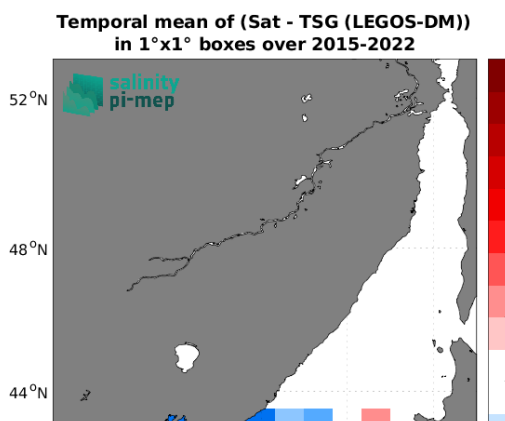 Temporal mean of (Sat - TSG (LEGOS-DM))
in 1°x1° boxes over 2015-2022
salinity
pi-mep
52°N
48°N
44°N